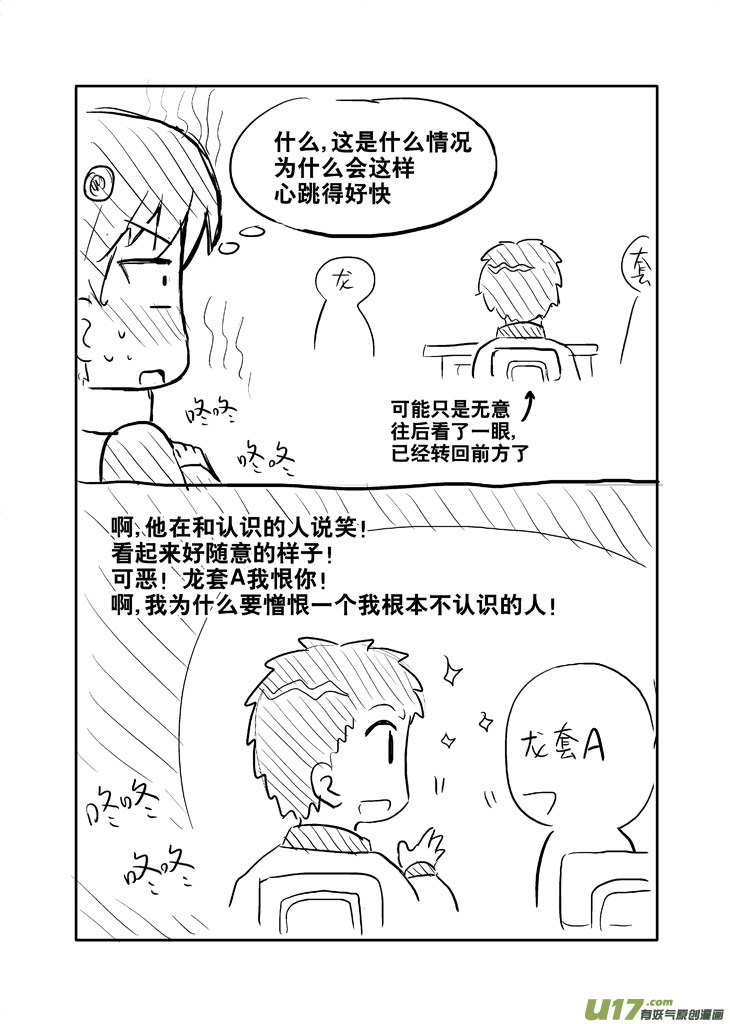 什么,这是什么情况
为什么会这样
心跳得好快
龙
套
可能只是无意
往后看了一眼,
已经转回前方了
咚咚
咚咚
啊,他在和认识的人说笑!
看起来好随意的样子!
可恶!龙套A我恨你!
啊,我为什么要憎恨一个我根本不认识的人!
龙套A
咚咚
咚咚
U17.com
有妖气原创漫画